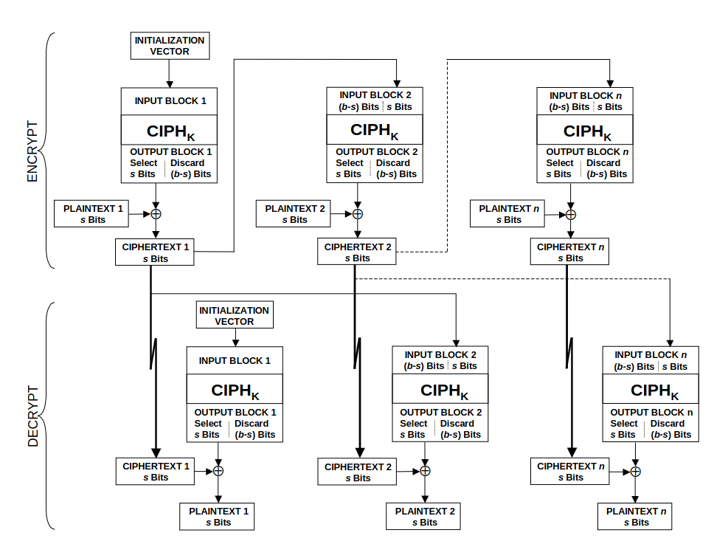 ENCRYPT
INITIALIZATION
VECTOR
INPUT BLOCK 1
CIPHK
OUTPUT BLOCK 1
Select Discard
s Bits (b-s) Bits
PLAINTEXT 1
s Bits
CIPHERTEXT 1
s Bits
INPUT BLOCK 2
(b-s) Bits s Bits
CIPHK
OUTPUT BLOCK 2
Select Discard
s Bits (b-s) Bits
PLAINTEXT 2
s Bits
CIPHERTEXT 2
s Bits
INPUT BLOCK n
(b-s) Bits s Bits
CIPHK
OUTPUT BLOCK n
Select Discard
s Bits (b-s) Bits
PLAINTEXT n
s Bits
CIPHERTEXT n
s Bits
DECRYPT
INITIALIZATION
VECTOR
INPUT BLOCK 1
CIPHK
OUTPUT BLOCK 1
Select Discard
s Bits (b-s) Bits
CIPHERTEXT 1
s Bits
PLAINTEXT 1
s Bits
INPUT BLOCK 2
(b-s) Bits s Bits
CIPHK
OUTPUT BLOCK 2
Select Discard
s Bits (b-s) Bits
CIPHERTEXT 2
s Bits
PLAINTEXT 2
s Bits
INPUT BLOCK n
(b-s) Bits s Bits
CIPHK
OUTPUT BLOCK n
Select Discard
s Bits (b-s) Bits
CIPHERTEXT n
s Bits
PLAINTEXT n
s Bits